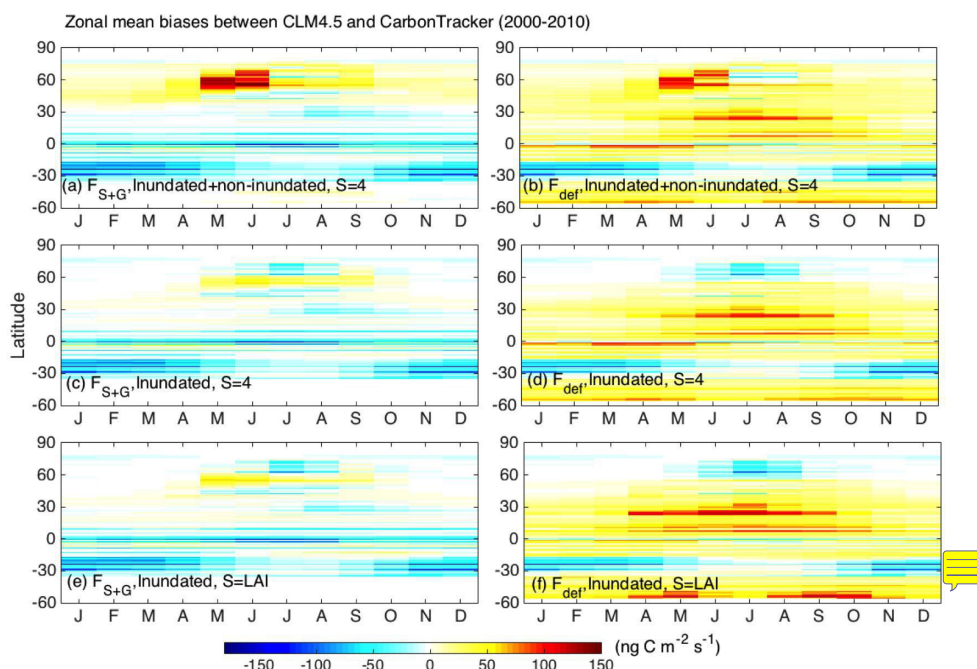 Zonal mean biases between CLM4.5 and CarbonTracker (2000-2010)
90
60
30
0
-30
-60
(a) F_S+G, Inundated+non-inundated, S=4
J F M A M J J A S O N D
90
60
30
0
-30
-60
(b) F_def, Inundated+non-inundated, S=4
J F M A M J J A S O N D
Latitude
90
60
30
0
-30
-60
(c) F_S+G, Inundated, S=4
J F M A M J J A S O N D
90
60
30
0
-30
-60
(d) F_def, Inundated, S=4
J F M A M J J A S O N D
90
60
30
0
-30
-60
(e) F_S+G, Inundated, S=LAI
J F M A M J J A S O N D
90
60
30
0
-30
-60
(f) F_def, Inundated, S=LAI
J F M A M J J A S O N D
-150 -100 -50 0 50 100 150 (ng C m⁻² s⁻¹)